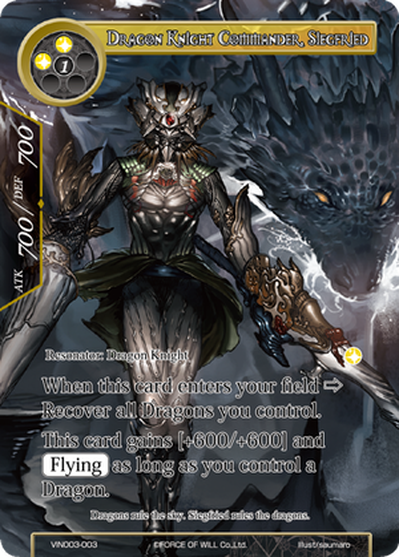 Dragon Knight Commander, Siegfried
1
ATK 700 / DEF 700
Resonator: Dragon Knight
When this card enters your field ⇨
Recover all Dragons you control.
This card gains [+600/+600] and
Flying as long as you control a
Dragon.
Dragons rule the sky. Siegfried rules the dragons.
VIN003-003 ©FORCE OF WILL Co.,Ltd. Illust/saumaro